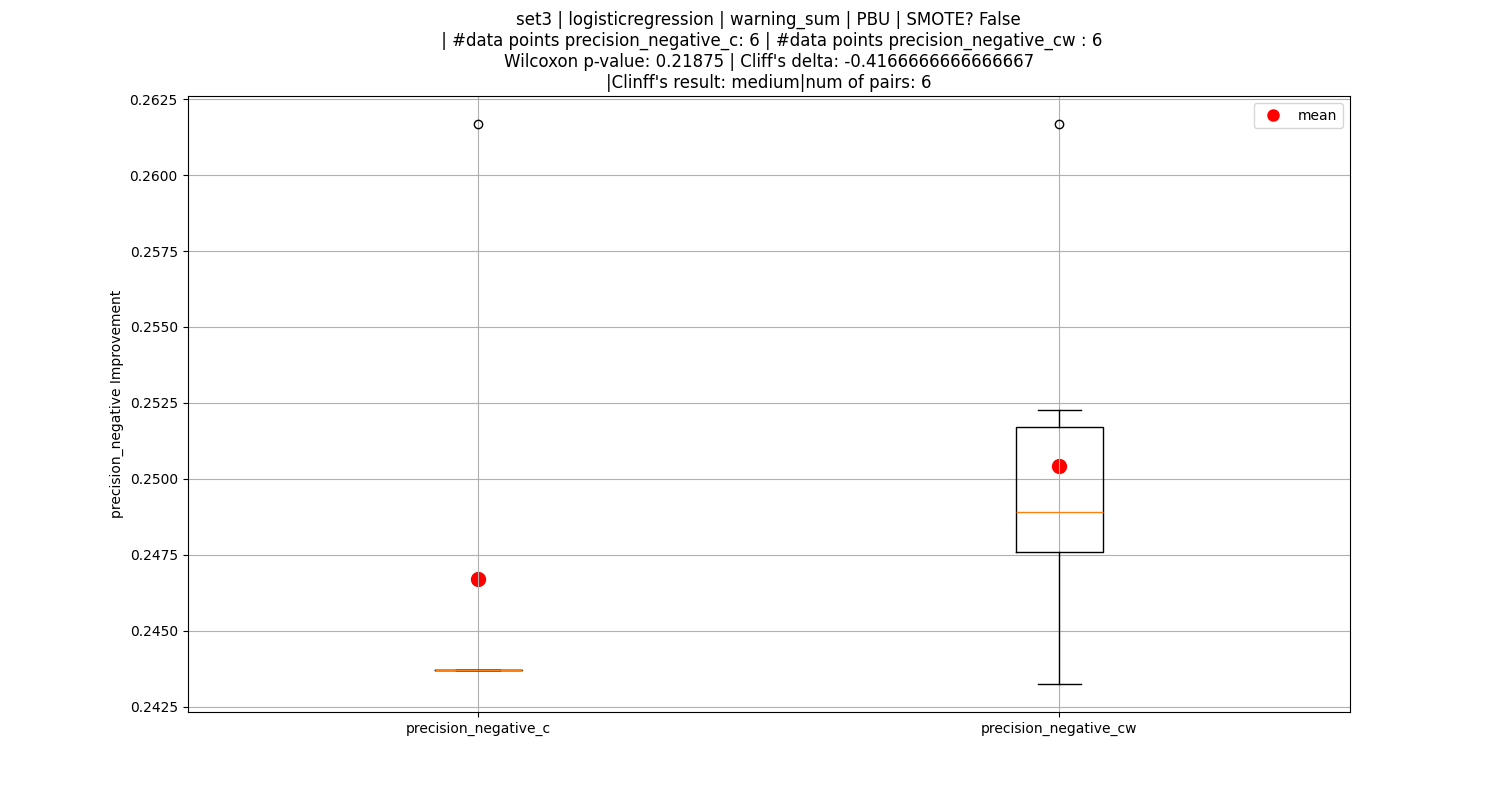 set3 | logisticregression | warning_sum | PBU | SMOTE? False
| #data points precision_negative_c: 6 | #data points precision_negative_cw : 6
Wilcoxon p-value: 0.21875 | Cliff's delta: -0.4166666666666667
|Clinff's result: medium|num of pairs: 6
mean
0.2625
0.2600
0.2575
0.2550
0.2525
0.2500
0.2475
0.2450
0.2425
precision_negative Improvement
precision_negative_c
precision_negative_cw